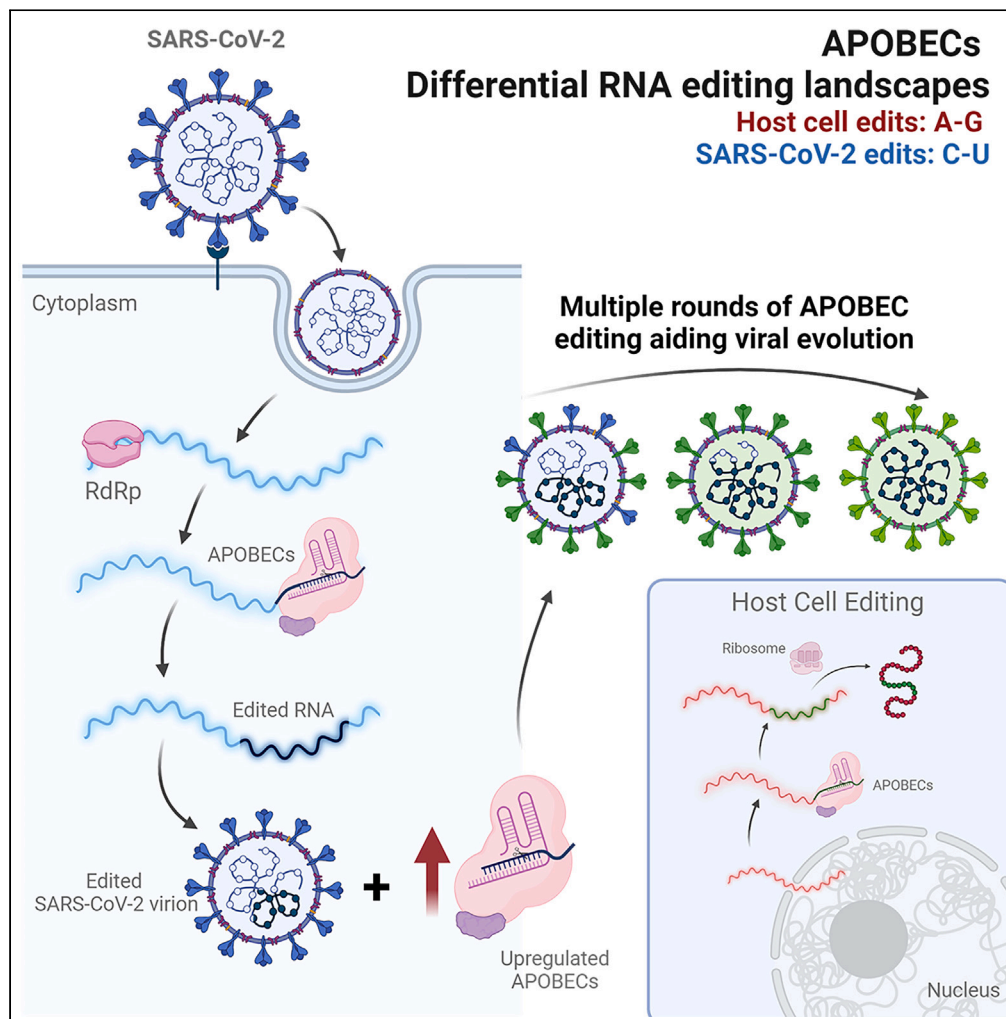 SARS-CoV-2
APOBECs
Differential RNA editing landscapes
Host cell edits: A-G
SARS-CoV-2 edits: C-U
Cytoplasm
Multiple rounds of APOBEC
editing aiding viral evolution
RdRp
APOBECs
Edited RNA
Edited
SARS-CoV-2 virion
+
Upregulated
APOBECs
Host Cell Editing
Ribosome
APOBECs
Nucleus